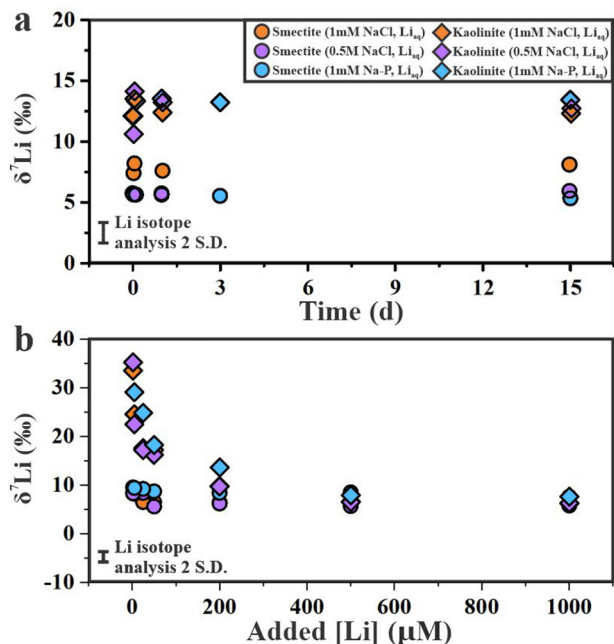 a
20
15
10
5
0
δ⁷Li (‰)
Smectite (1mM NaCl, Liaq)
Kaolinite (1mM NaCl, Liaq)
Smectite (0.5M NaCl, Liaq)
Kaolinite (0.5M NaCl, Liaq)
Smectite (1mM Na-P, Liaq)
Kaolinite (1mM Na-P, Liaq)
Li isotope
analysis 2 S.D.
0 3 6 9 12 15
Time (d)
b
40
30
20
10
0
-10
δ⁷Li (‰)
Li isotope
analysis 2 S.D.
0 200 400 600 800 1000
Added [Li] (μM)